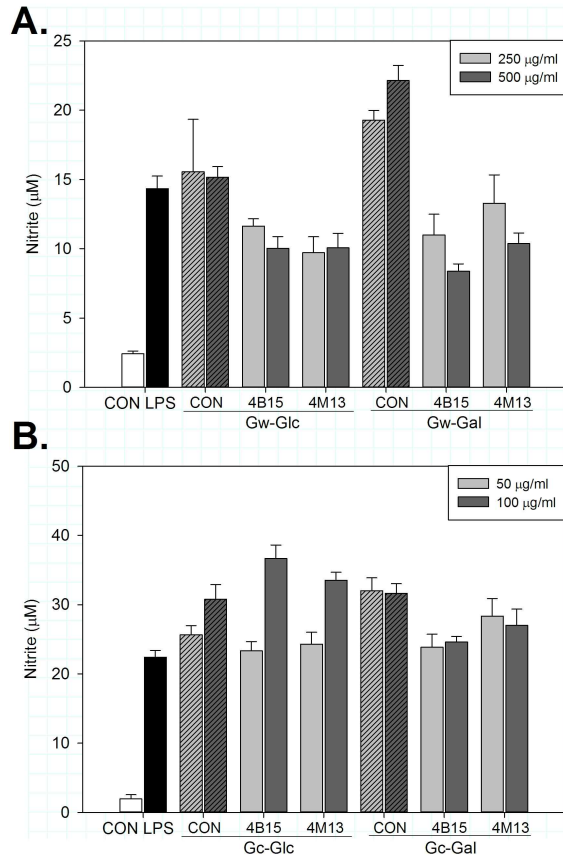 A.
25
20
15
10
5
0
Nitrite (μM)
250 μg/ml
500 μg/ml
CON LPS CON 4B15 4M13 CON 4B15 4M13
Gw-Glc Gw-Gal
B.
50
40
30
20
10
0
Nitrite (μM)
50 μg/ml
100 μg/ml
CON LPS CON 4B15 4M13 CON 4B15 4M13
Gc-Glc Gc-Gal